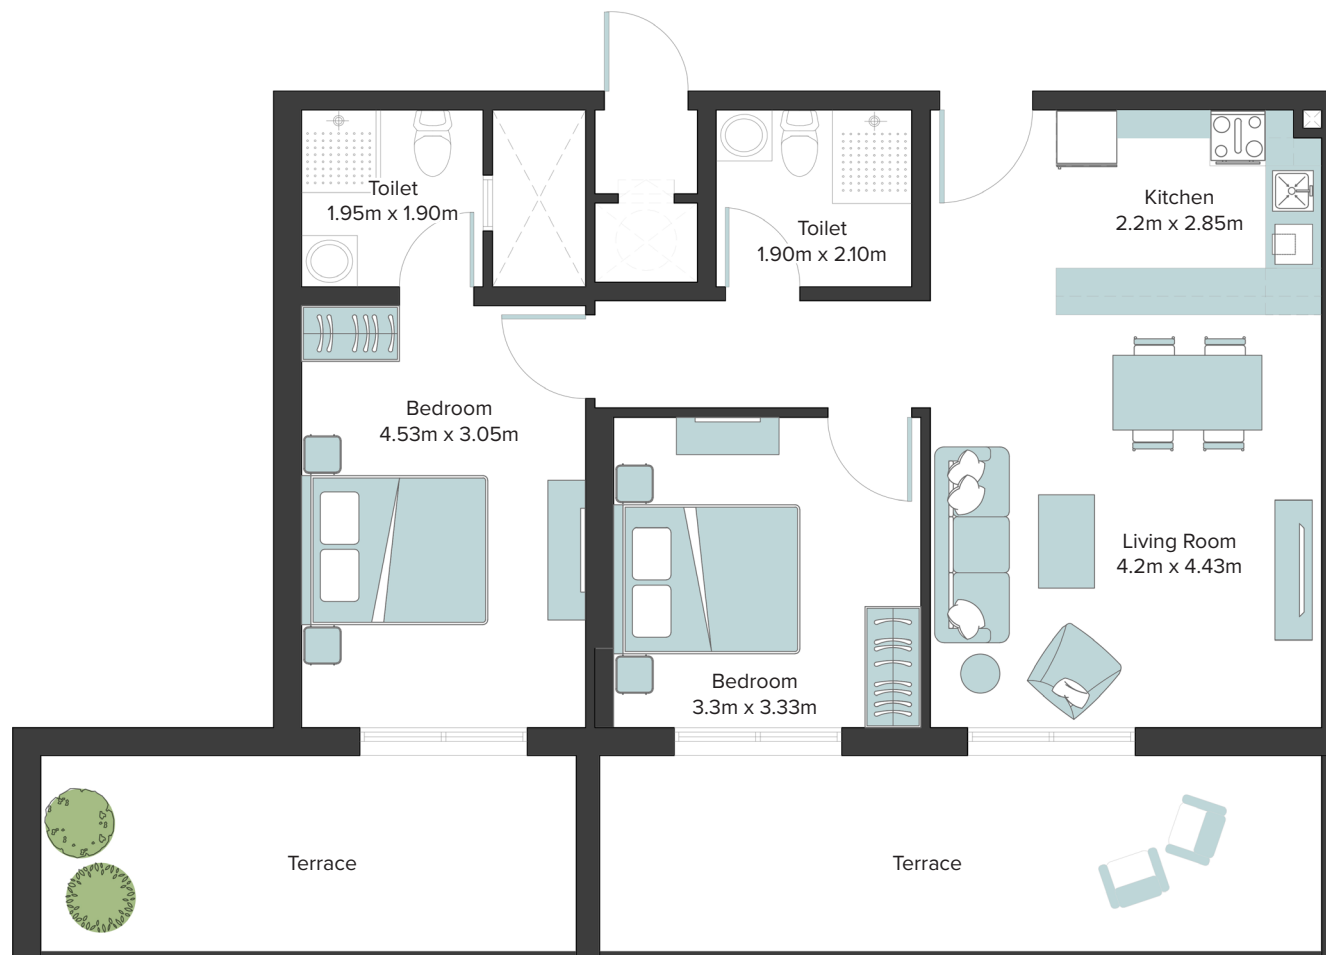 Toilet
1.95m x 1.90m
Toilet
1.90m x 2.10m
Kitchen
2.2m x 2.85m
Bedroom
4.53m x 3.05m
Living Room
4.2m x 4.43m
Bedroom
3.3m x 3.33m
Terrace
Terrace